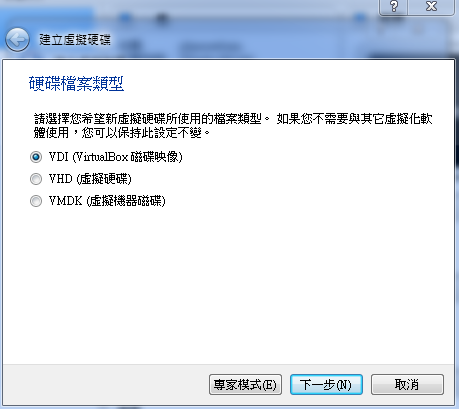 建立虛擬硬碟
硬碟檔案類型
請選擇您希望新虛擬硬碟所使用的檔案類型。 如果您不需要與其它虛擬化軟
體使用，您可以保持此設定不變。
VDI (VirtualBox 磁碟映像)
VHD (虛擬硬碟)
VMDK (虛擬機器磁碟)
專家模式(E) 下一步(N) 取消